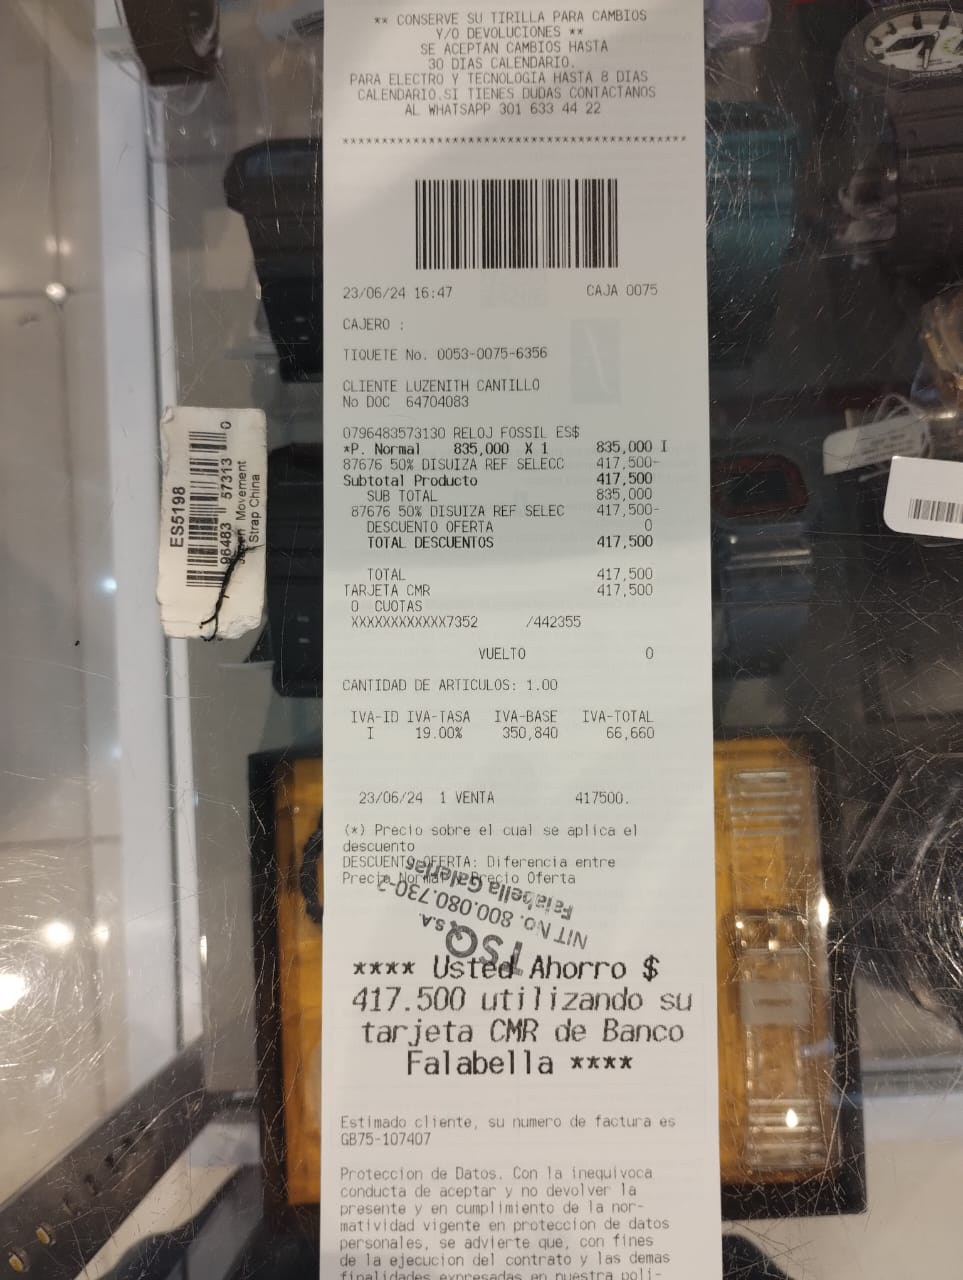 ** CONSERVE SU TIRILLA PARA CAMBIOS
Y/O DEVOLUCIONES **
SE ACEPTAN CAMBIOS HASTA
30 DIAS CALENDARIO.
PARA ELECTRO Y TECNOLOGIA HASTA 8 DIAS
CALENDARIO.SI TIENES DUDAS CONTACTANOS
AL WHATSAPP 301 633 44 22
23/06/24 16:47 CAJA 0075
CAJERO :
TIQUETE No. 0053-0075-6356
CLIENTE LUZENITH CANTILLO
No DOC 64704083
0796483573130 RELOJ FOSSIL ES$
*P. Normal 835,000 X 1 835,000 I
87676 50% DISUIZA REF SELECC 417,500-
Subtotal Producto 417,500
SUB TOTAL 835,000
87676 50% DISUIZA REF SELEC 417,500-
DESCUENTO OFERTA 0
TOTAL DESCUENTOS 417,500
TOTAL 417,500
TARJETA CMR 417,500
0 CUOTAS
XXXXXXXXXXXX7352 /442355
VUELTO 0
CANTIDAD DE ARTICULOS: 1.00
IVA-ID IVA-TASA IVA-BASE IVA-TOTAL
I 19.00% 350,840 66,660
23/06/24 1 VENTA 417500.
(*) Precio sobre el cual se aplica el
descuento
DESCUENTO OFERTA: Diferencia entre
Precio Normal y Precio Oferta
TSQ S.A.
NIT No. 800.080.730-2
Falabella Galerias
**** Usted Ahorro $
417.500 utilizando su
tarjeta CMR de Banco
Falabella ****
Estimado cliente, su numero de factura es
GB75-107407
Proteccion de Datos. Con la inequivoca
conducta de aceptar y no devolver la
presente y en cumplimiento de la nor-
matividad vigente en proteccion de datos
personales, se advierte que, con fines
de la ejecucion del contrato y las demas
finalidades expresadas en nuestra poli-
ES5198
96483 57313 0
Movement
Strap China